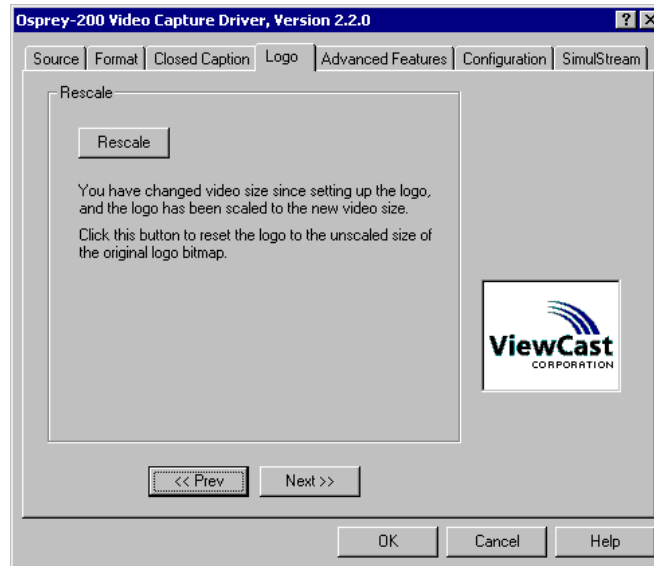 Osprey-200 Video Capture Driver, Version 2.2.0
Source Format Closed Caption Logo Advanced Features Configuration SimulStream
Rescale
Rescale
You have changed video size since setting up the logo,
and the logo has been scaled to the new video size.
Click this button to reset the logo to the unscaled size of
the original logo bitmap.
ViewCast
CORPORATION
<< Prev Next >>
OK Cancel Help